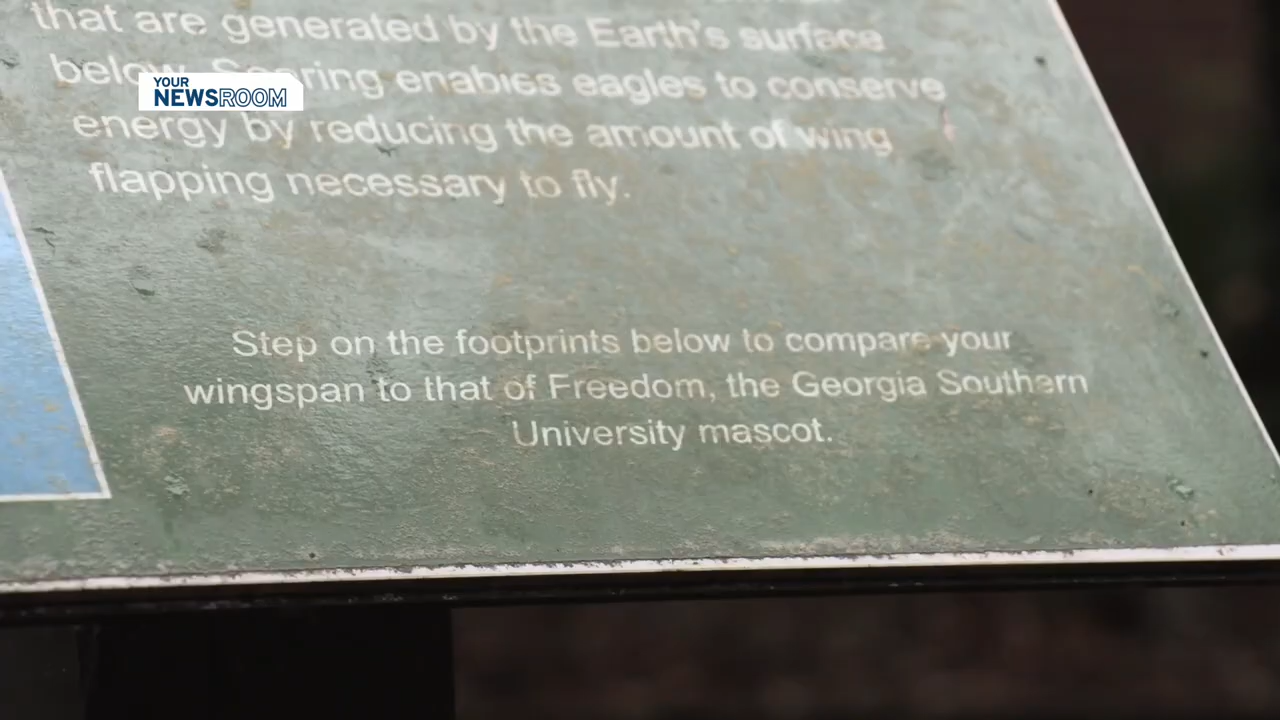 that are generated by the Earth's surface
below. Soaring enables eagles to conserve
YOUR
NEWSROOM
energy by reducing the amount of wing
flapping necessary to fly.
Step on the footprints below to compare your
wingspan to that of Freedom, the Georgia Southern
University mascot.